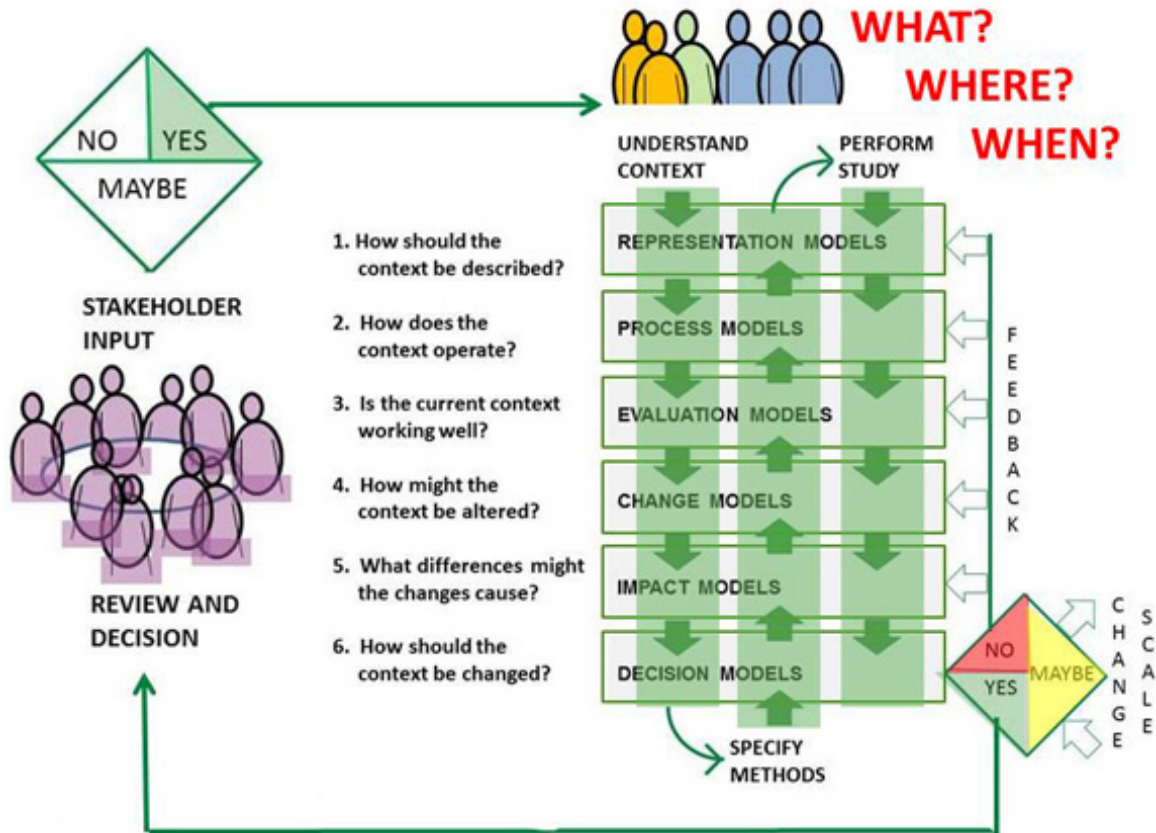 WHAT?
WHERE?
WHEN?
NO YES
MAYBE
STAKEHOLDER
INPUT
REVIEW AND
DECISION
UNDERSTAND
CONTEXT
PERFORM
STUDY
1. How should the
context be described?
2. How does the
context operate?
3. Is the current context
working well?
4. How might the
context be altered?
5. What differences might
the changes cause?
6. How should the
context be changed?
REPRESENTATION MODELS
PROCESS MODELS
EVALUATION MODELS
CHANGE MODELS
IMPACT MODELS
DECISION MODELS
SPECIFY
METHODS
FEEDBACK
NO
YES
MAYBE
CHANGE
SCALE